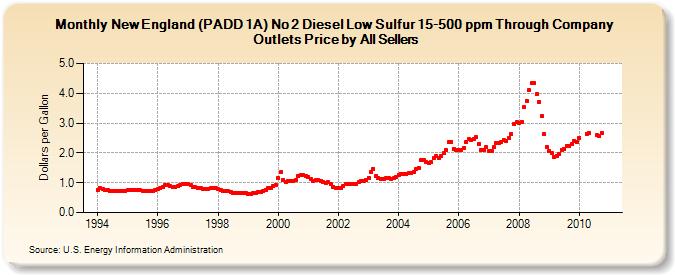 Monthly New England (PADD 1A) No 2 Diesel Low Sulfur 15-500 ppm Through Company
Outlets Price by All Sellers
Dollars per Gallon
5.0
4.0
3.0
2.0
1.0
0.0
1994 1996 1998 2000 2002 2004 2006 2008 2010
Source: U.S. Energy Information Administration